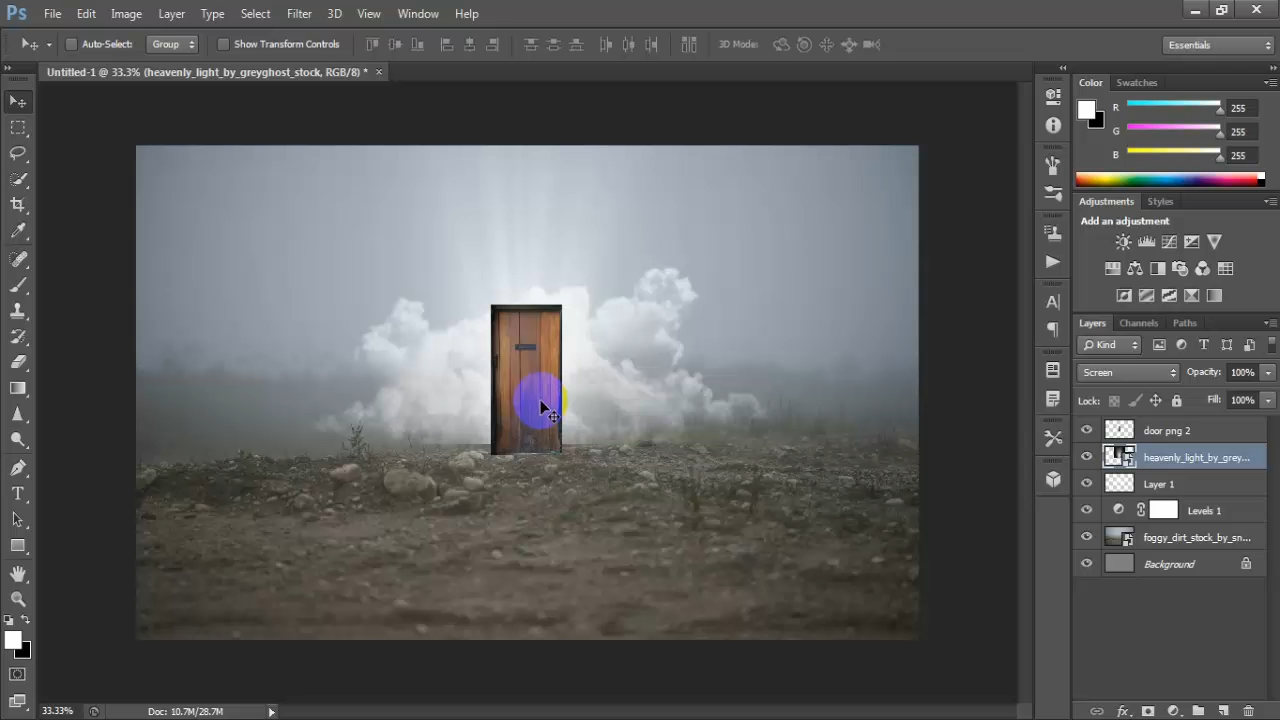 Ps File Edit Image Layer Type Select Filter 3D View Window Help
Auto-Select: Group Show Transform Controls 3D Mode: Essentials
Untitled-1 @ 33.3% (heavenly_light_by_greyghost_stock, RGB/8) * ×
Color Swatches
R 255
G 255
B 255
Adjustments Styles
Add an adjustment
Layers Channels Paths
Kind
Screen Opacity: 100%
Lock: Fill: 100%
door png 2
heavenly_light_by_grey...
Layer 1
Levels 1
foggy_dirt_stock_by_sn...
Background
33.33% Doc: 10.7M/28.7M